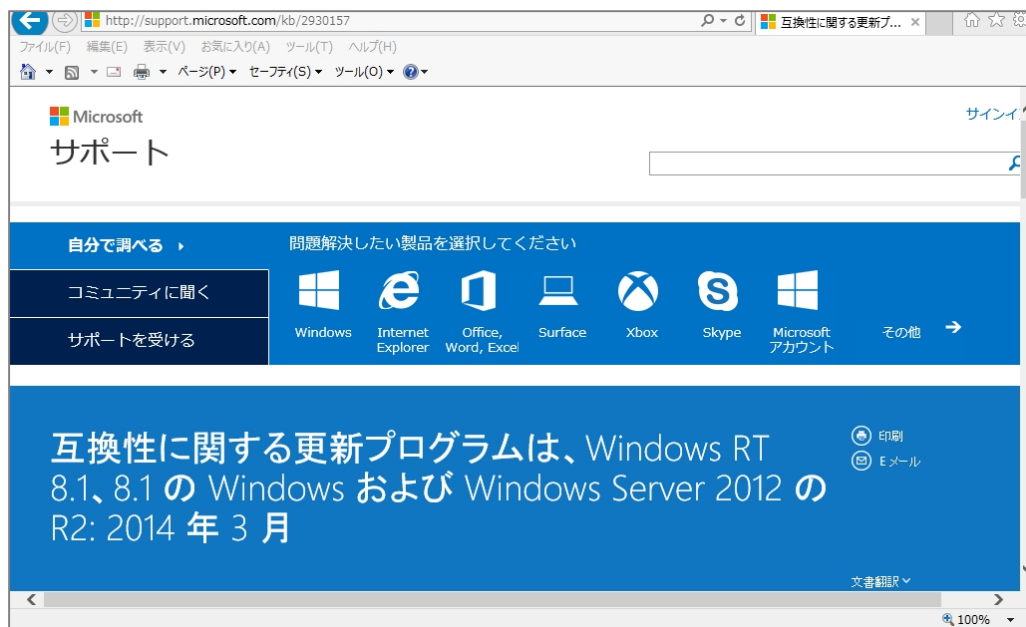 http://support.microsoft.com/kb/2930157
互換性に関する更新プ...
ファイル(F) 編集(E) 表示(V) お気に入り(A) ツール(T) ヘルプ(H)
ページ(P) セーフティ(S) ツール(O)
Microsoft
サインイ
サポート
自分で調べる
問題解決したい製品を選択してください
コミュニティに聞く
サポートを受ける
Windows
Internet
Explorer
Office,
Word, Excel
Surface
Xbox
Skype
Microsoft
アカウント
その他
互換性に関する更新プログラムは、Windows RT
8.1、8.1 の Windows および Windows Server 2012 の
R2: 2014 年 3 月
印刷
E メール
文書翻訳
100%